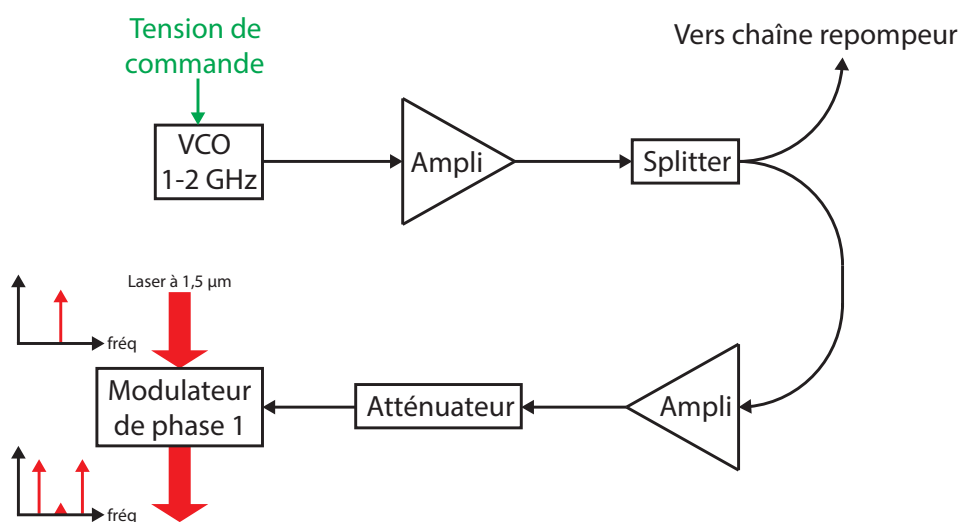 Tension de
commande
Vers chaîne repompeur
VCO
1-2 GHz
Ampli
Splitter
Laser à 1,5 µm
fréq
Modulateur
de phase 1
Atténuateur
Ampli
fréq